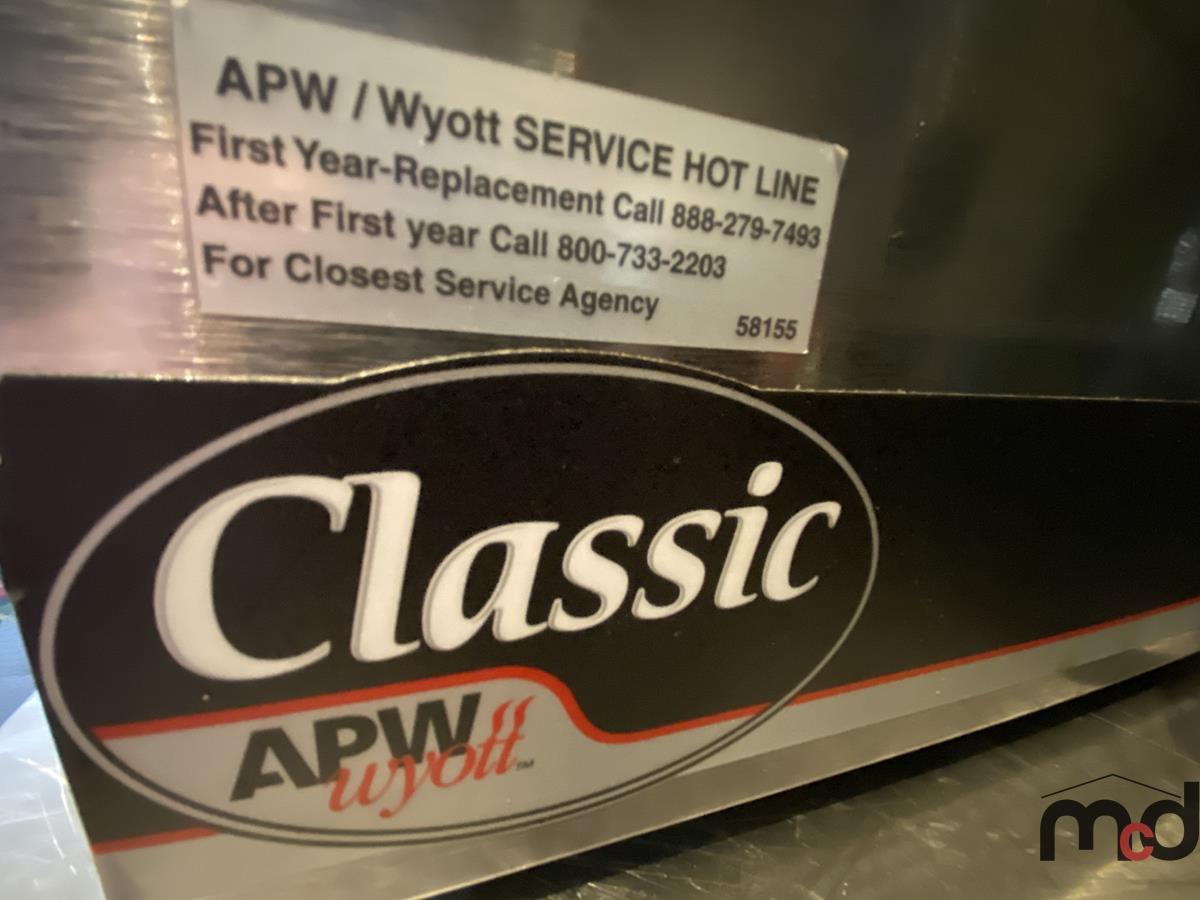 APW / Wyott SERVICE HOT LINE
First Year-Replacement Call 888-279-7493
After First year Call 800-733-2203
For Closest Service Agency
58155
Classic
APW
wyott™
mcd